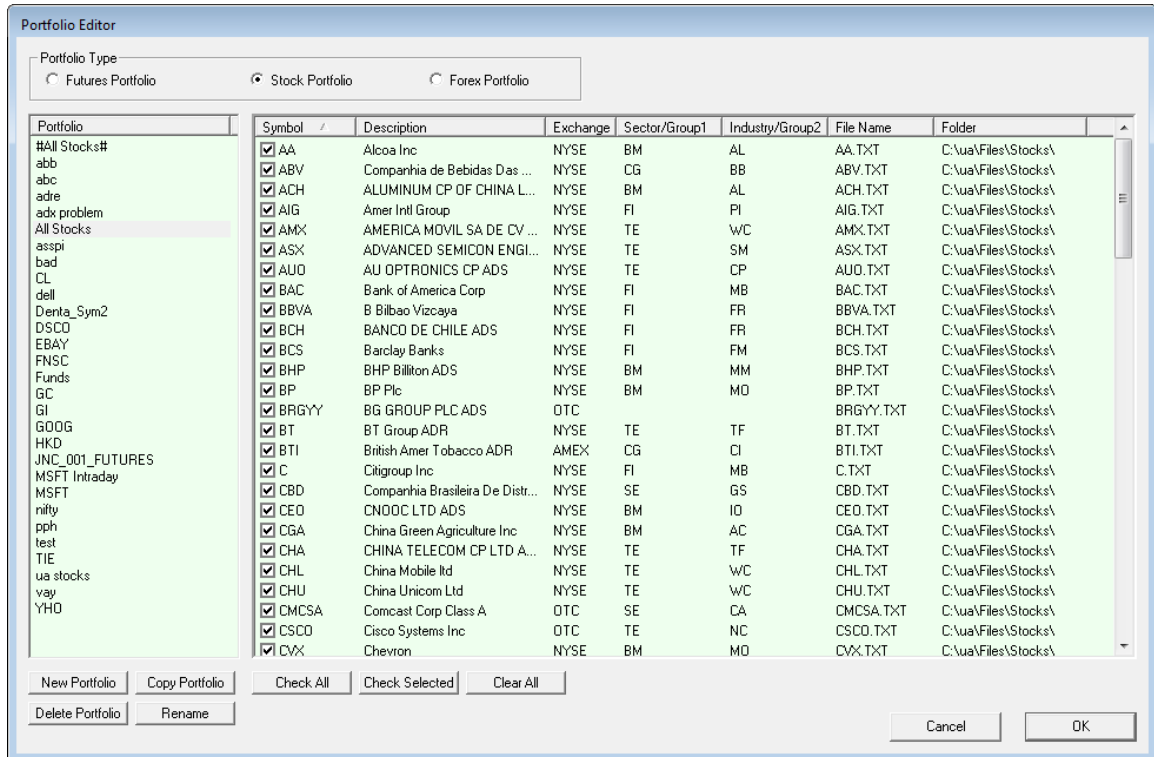 Portfolio Editor
Portfolio Type
Futures Portfolio Stock Portfolio Forex Portfolio
Portfolio
#All Stocks#
abb
abc
adre
adx problem
All Stocks
asspi
bad
CL
dell
Denta_Sym2
DSCO
EBAY
FNSC
Funds
GC
GI
GOOG
HKD
JNC_001_FUTURES
MSFT Intraday
MSFT
nifty
pph
test
TIE
ua stocks
vay
YHO
Symbol Description Exchange Sector/Group1 Industry/Group2 File Name Folder
AA Alcoa Inc NYSE BM AL AA.TXT C:\ua\Files\Stocks\
ABV Companhia de Bebidas Das ... NYSE CG BB ABV.TXT C:\ua\Files\Stocks\
ACH ALUMINUM CP OF CHINA L... NYSE BM AL ACH.TXT C:\ua\Files\Stocks\
AIG Amer Intl Group NYSE FI PI AIG.TXT C:\ua\Files\Stocks\
AMX AMERICA MOVIL SA DE CV ... NYSE TE WC AMX.TXT C:\ua\Files\Stocks\
ASX ADVANCED SEMICON ENGI... NYSE TE SM ASX.TXT C:\ua\Files\Stocks\
AUO AU OPTRONICS CP ADS NYSE TE CP AUO.TXT C:\ua\Files\Stocks\
BAC Bank of America Corp NYSE FI MB BAC.TXT C:\ua\Files\Stocks\
BBVA B Bilbao Vizcaya NYSE FI FR BBVA.TXT C:\ua\Files\Stocks\
BCH BANCO DE CHILE ADS NYSE FI FR BCH.TXT C:\ua\Files\Stocks\
BCS Barclay Banks NYSE FI FM BCS.TXT C:\ua\Files\Stocks\
BHP BHP Billiton ADS NYSE BM MM BHP.TXT C:\ua\Files\Stocks\
BP BP Plc NYSE BM MO BP.TXT C:\ua\Files\Stocks\
BRGYY BG GROUP PLC ADS OTC BRGYY.TXT C:\ua\Files\Stocks\
BT BT Group ADR NYSE TE TF BT.TXT C:\ua\Files\Stocks\
BTI British Amer Tobacco ADR AMEX CG CI BTI.TXT C:\ua\Files\Stocks\
C Citigroup Inc NYSE FI MB C.TXT C:\ua\Files\Stocks\
CBD Companhia Brasileira De Distr... NYSE SE GS CBD.TXT C:\ua\Files\Stocks\
CEO CNOOC LTD ADS NYSE BM IO CEO.TXT C:\ua\Files\Stocks\
CGA China Green Agriculture Inc NYSE BM AC CGA.TXT C:\ua\Files\Stocks\
CHA CHINA TELECOM CP LTD A... NYSE TE TF CHA.TXT C:\ua\Files\Stocks\
CHL China Mobile ltd NYSE TE WC CHL.TXT C:\ua\Files\Stocks\
CHU China Unicom Ltd NYSE TE WC CHU.TXT C:\ua\Files\Stocks\
CMCSA Comcast Corp Class A OTC SE CA CMCSA.TXT C:\ua\Files\Stocks\
CSCO Cisco Systems Inc OTC TE NC CSCO.TXT C:\ua\Files\Stocks\
CVX Chevron NYSE BM MO CVX.TXT C:\ua\Files\Stocks\
New Portfolio Copy Portfolio Check All Check Selected Clear All
Delete Portfolio Rename
Cancel OK